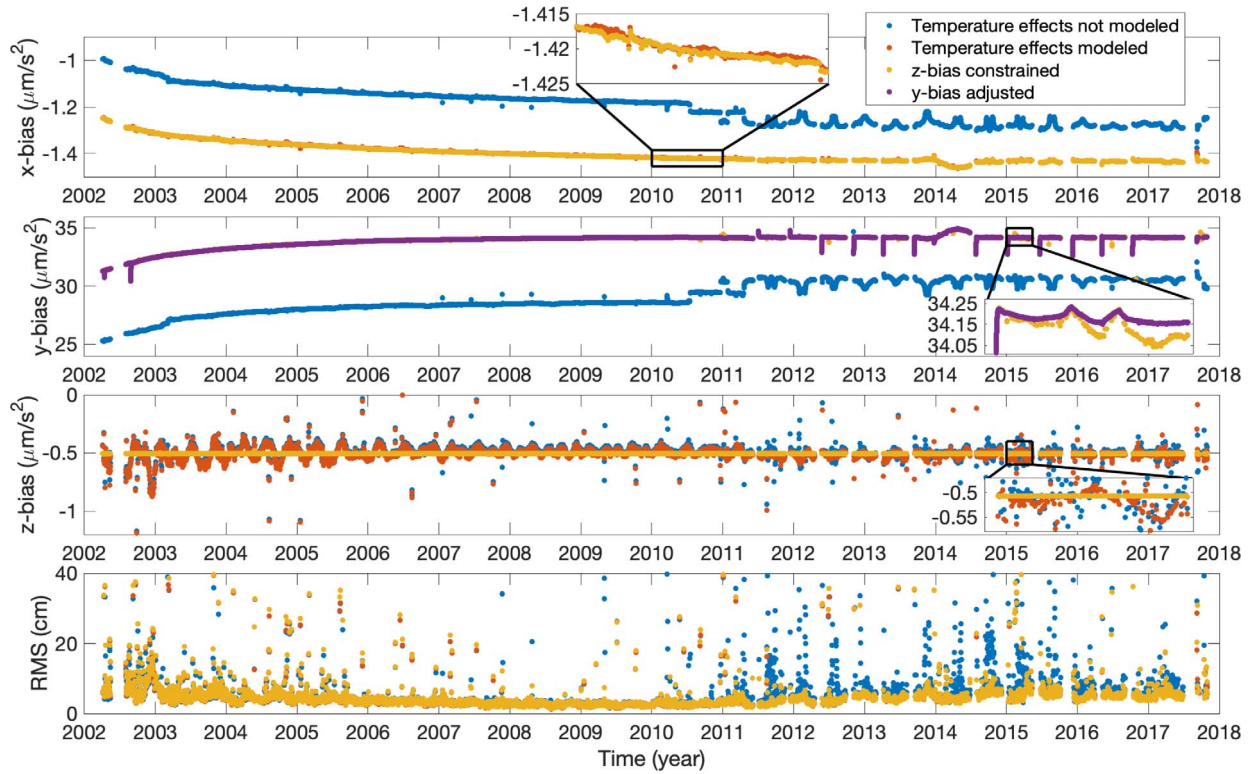 -1.415
-1.42
-1.425
Temperature effects not modeled
Temperature effects modeled
z-bias constrained
y-bias adjusted
x-bias (μm/s²)
-1
-1.2
-1.4
2002 2003 2004 2005 2006 2007 2008 2009 2010 2011 2012 2013 2014 2015 2016 2017 2018
y-bias (μm/s²)
35
30
25
34.25
34.15
34.05
2002 2003 2004 2005 2006 2007 2008 2009 2010 2011 2012 2013 2014 2015 2016 2017 2018
z-bias (μm/s²)
0
-0.5
-1
-0.5
-0.55
2002 2003 2004 2005 2006 2007 2008 2009 2010 2011 2012 2013 2014 2015 2016 2017 2018
RMS (cm)
40
20
0
2002 2003 2004 2005 2006 2007 2008 2009 2010 2011 2012 2013 2014 2015 2016 2017 2018
Time (year)